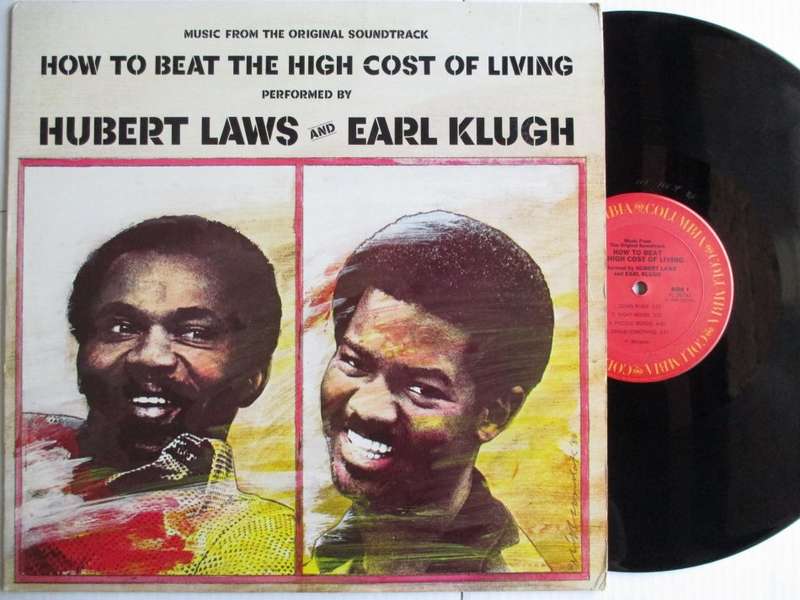 MUSIC FROM THE ORIGINAL SOUNDTRACK
HOW TO BEAT THE HIGH COST OF LIVING
PERFORMED BY
HUBERT LAWS AND EARL KLUGH
COLUMBIA COLUMBIA
Music From
The Original Soundtrack
HOW TO BEAT
HIGH COST OF LIVING
HUBERT LAWS
and EARL KLUGH
SIDE 1